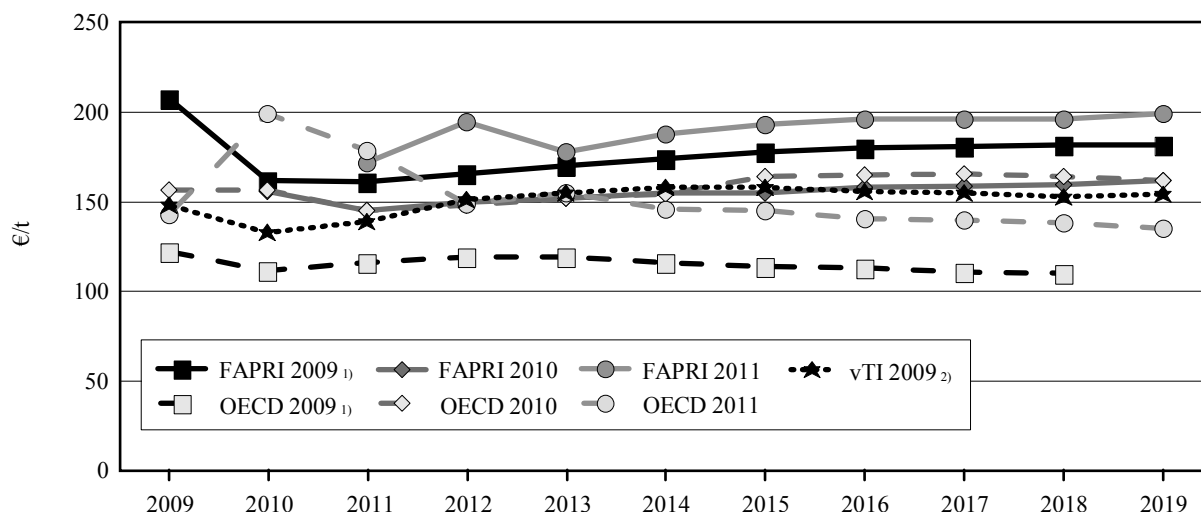 250
200
150
100
50
0
€/t
FAPRI 2009 1) FAPRI 2010 FAPRI 2011 vTI 2009 2)
OECD 2009 1) OECD 2010 OECD 2011
2009 2010 2011 2012 2013 2014 2015 2016 2017 2018 2019